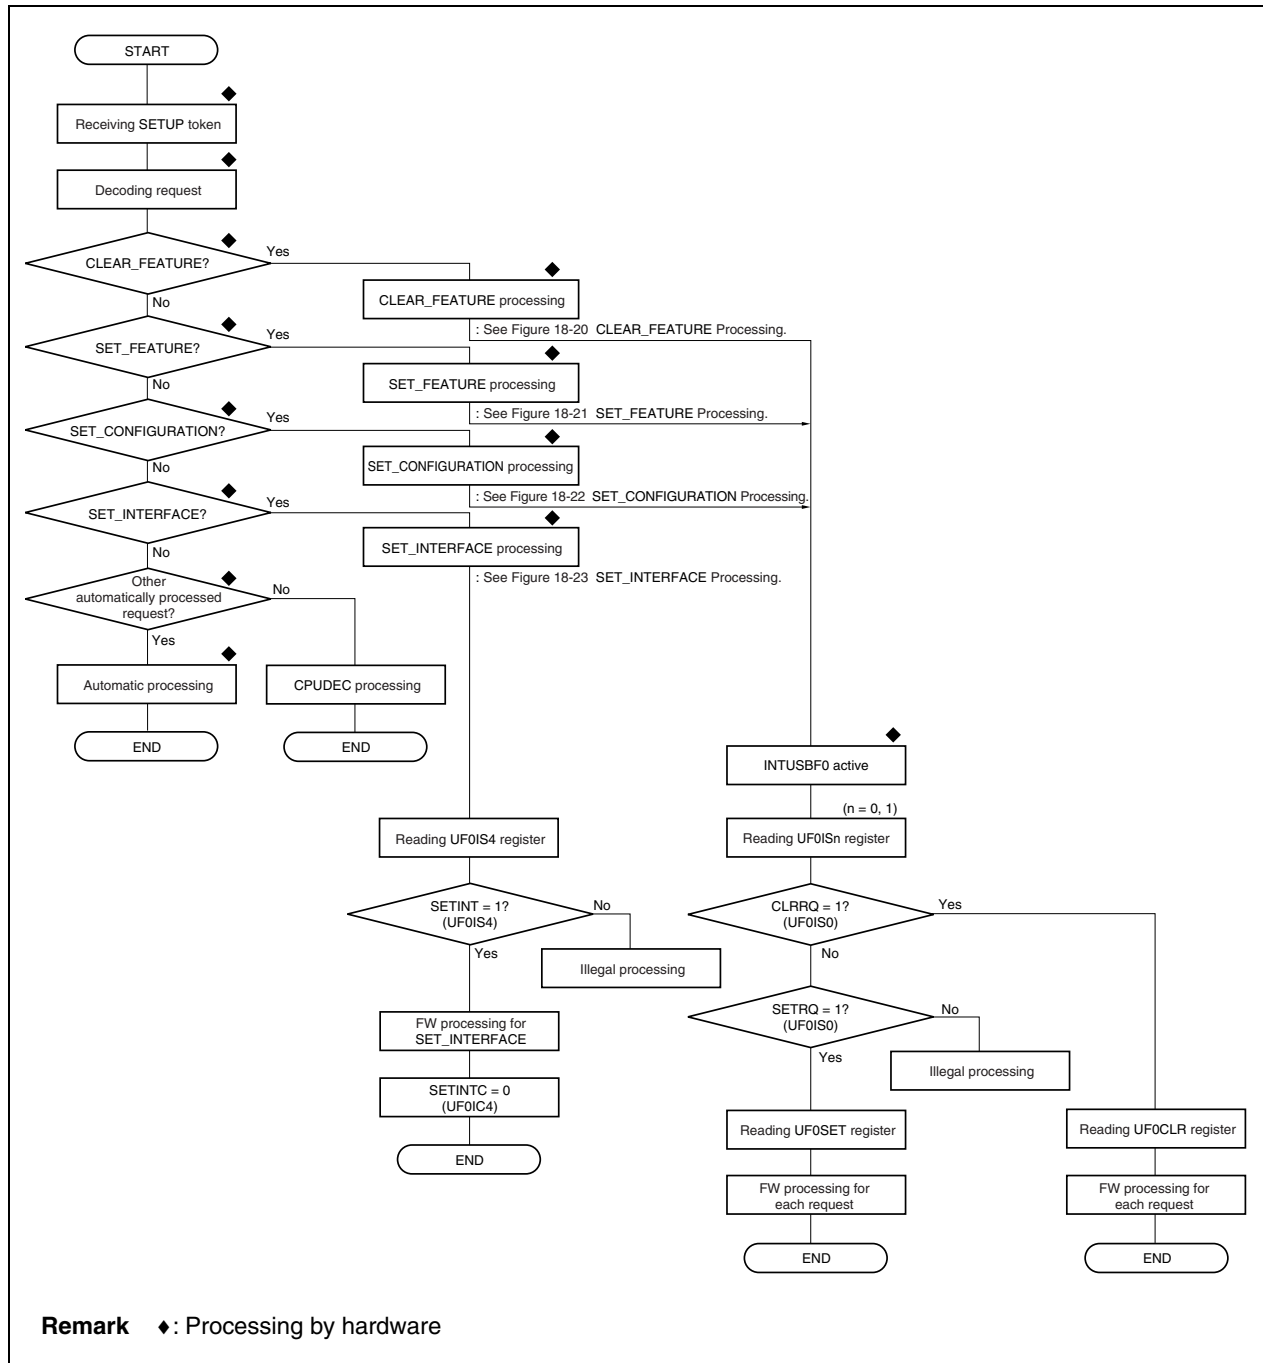 START
Receiving SETUP token
Decoding request
CLEAR_FEATURE?
Yes
No
CLEAR_FEATURE processing
: See Figure 18-20 CLEAR_FEATURE Processing.
SET_FEATURE?
Yes
No
SET_FEATURE processing
: See Figure 18-21 SET_FEATURE Processing.
SET_CONFIGURATION?
Yes
No
SET_CONFIGURATION processing
: See Figure 18-22 SET_CONFIGURATION Processing.
SET_INTERFACE?
Yes
No
SET_INTERFACE processing
: See Figure 18-23 SET_INTERFACE Processing.
Other
automatically processed
request?
No
Yes
Automatic processing
CPUDEC processing
END
END
INTUSBF0 active
(n = 0, 1)
Reading UF0IS4 register
Reading UF0ISn register
SETINT = 1?
(UF0IS4)
No
Yes
Illegal processing
CLRRQ = 1?
(UF0IS0)
Yes
No
FW processing for
SET_INTERFACE
SETRQ = 1?
(UF0IS0)
No
Yes
Illegal processing
SETINTC = 0
(UF0IC4)
END
Reading UF0SET register
Reading UF0CLR register
FW processing for
each request
FW processing for
each request
END
END
Remark ♦: Processing by hardware